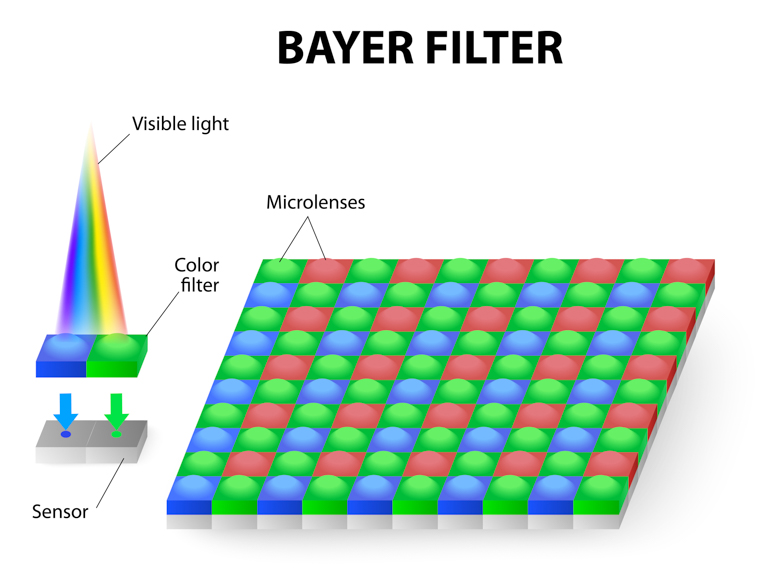 BAYER FILTER
Visible light
Microlenses
Color
filter
Sensor